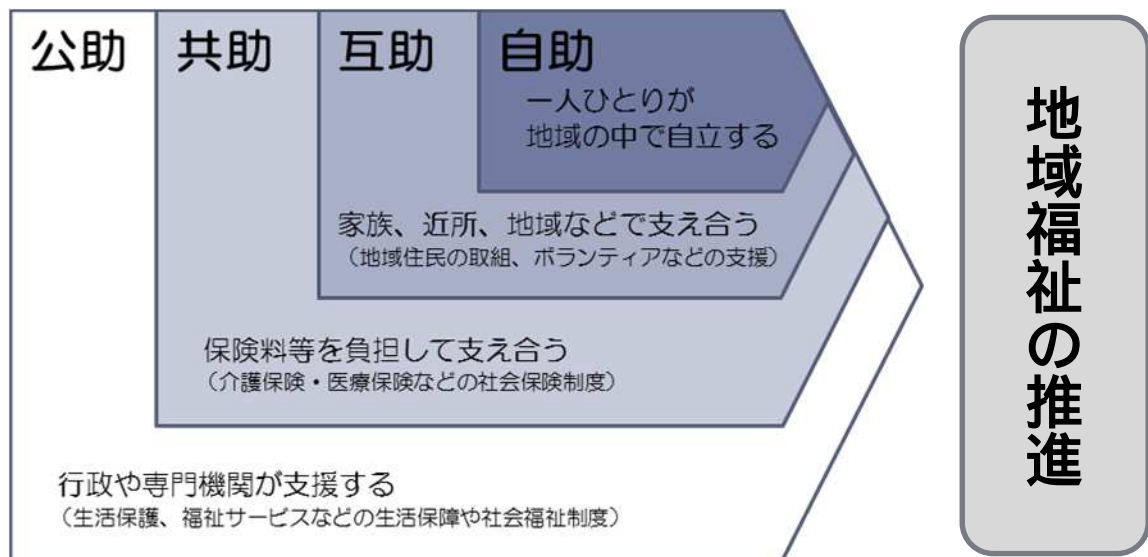 公助
共助
互助
自助
一人ひとりが
地域の中で自立する
家族、近所、地域などで支え合う
（地域住民の取組、ボランティアなどの支援）
保険料等を負担して支え合う
（介護保険・医療保険などの社会保険制度）
行政や専門機関が支援する
（生活保護、福祉サービスなどの生活保障や社会福祉制度）
地域福祉の推進